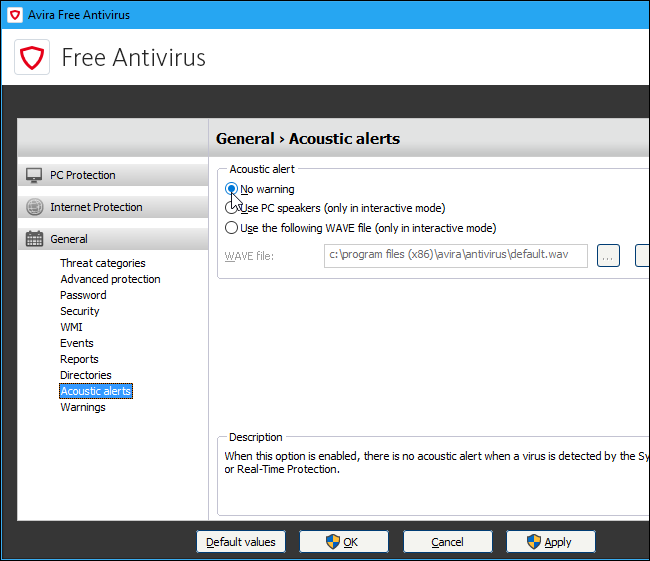 Avira Free Antivirus
Free Antivirus
General › Acoustic alerts
PC Protection
Internet Protection
General
Threat categories
Advanced protection
Password
Security
WMI
Events
Reports
Directories
Acoustic alerts
Warnings
Acoustic alert
No warning
Use PC speakers (only in interactive mode)
Use the following WAVE file (only in interactive mode)
WAVE file:
c:\program files (x86)\avira\antivirus\default.wav
...
Description
When this option is enabled, there is no acoustic alert when a virus is detected by the Sy
or Real-Time Protection.
Default values
OK
Cancel
Apply